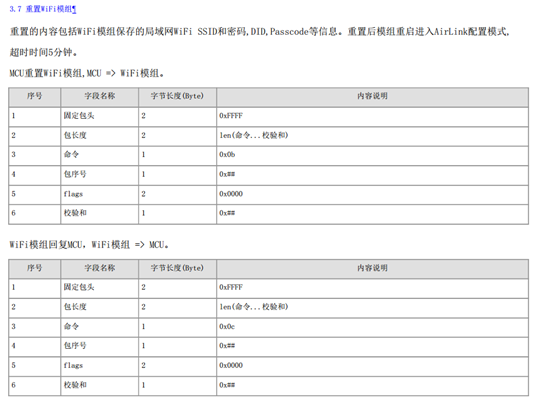 3.7 重置WiFi模组¶
重置的内容包括WiFi模组保存的局域网WiFi SSID和密码,DID,Passcode等信息。重置后模组重启进入AirLink配置模式,
超时时间5分钟。
MCU重置WiFi模组,MCU => WiFi模组。
序号 字段名称 字节长度(Byte) 内容说明
1 固定包头 2 0xFFFF
2 包长度 2 len(命令...校验和)
3 命令 1 0x0b
4 包序号 1 0x##
5 flags 2 0x0000
6 校验和 1 0x##
WiFi模组回复MCU，WiFi模组 => MCU。
序号 字段名称 字节长度(Byte) 内容说明
1 固定包头 2 0xFFFF
2 包长度 2 len(命令...校验和)
3 命令 1 0x0c
4 包序号 1 0x##
5 flags 2 0x0000
6 校验和 1 0x##